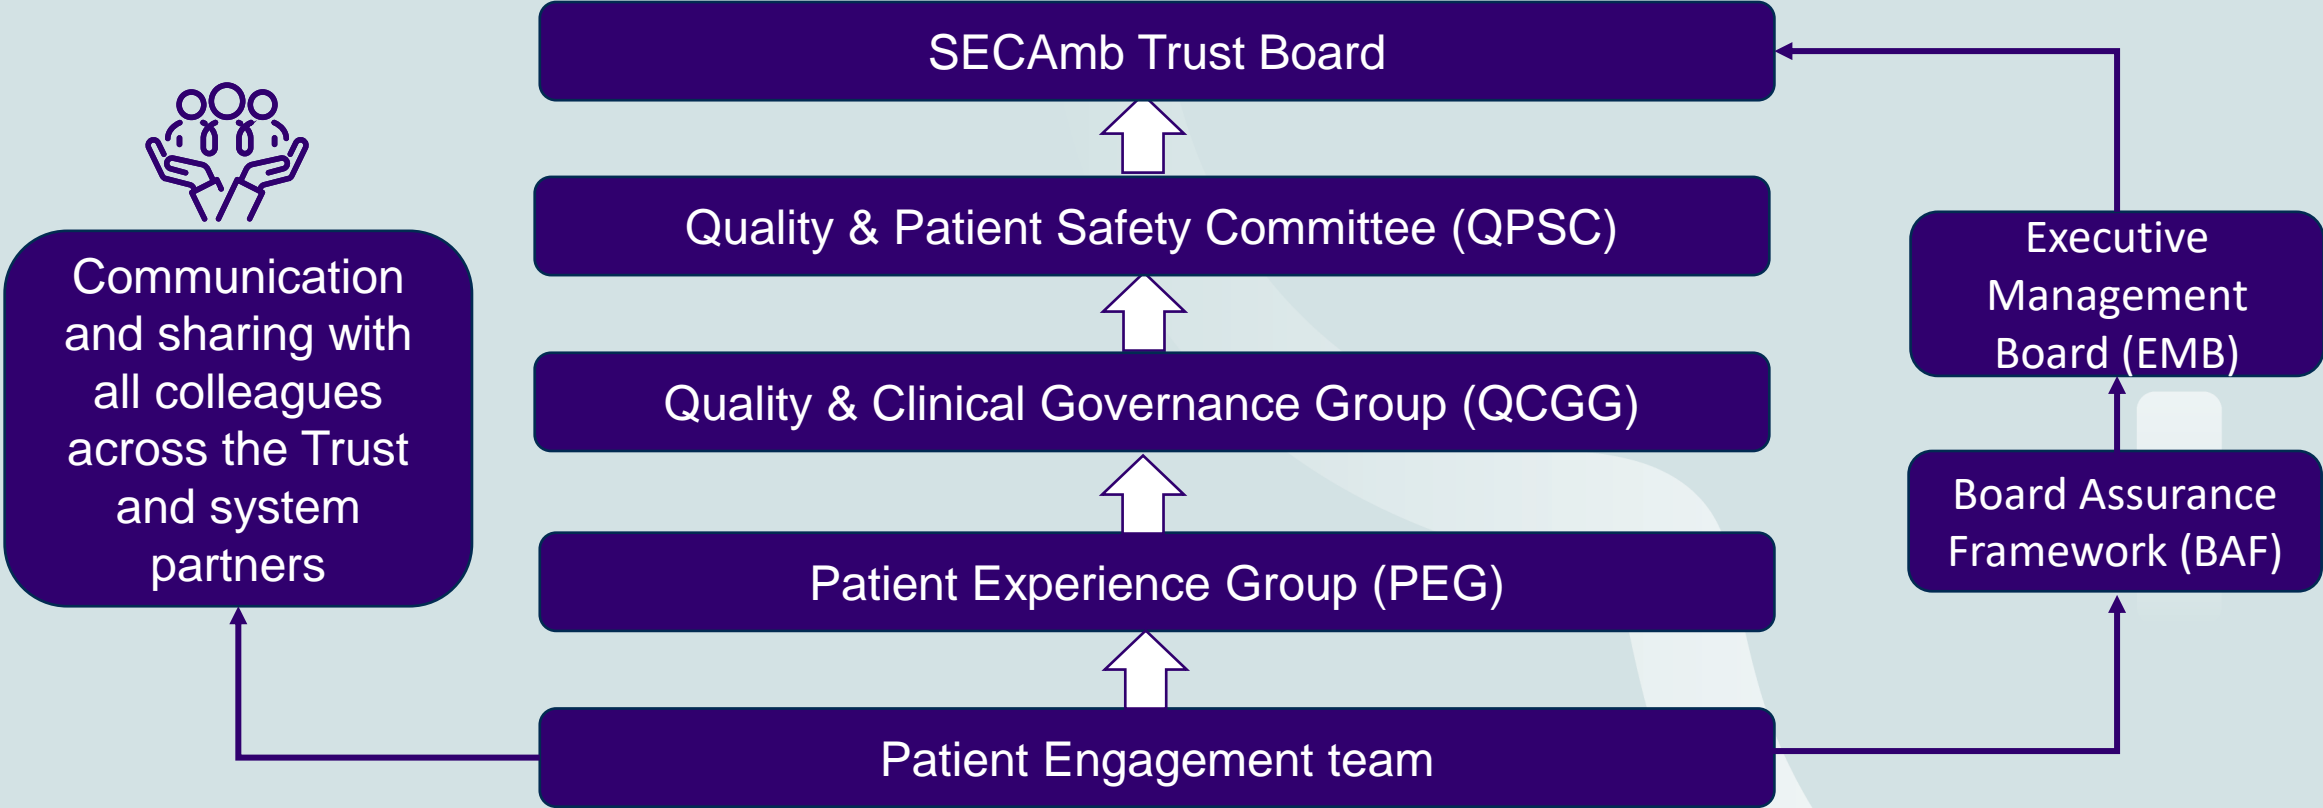 SECAmb Trust Board
Quality & Patient Safety Committee (QPSC)
Quality & Clinical Governance Group (QCGG)
Patient Experience Group (PEG)
Patient Engagement team
Communication
and sharing with
all colleagues
across the Trust
and system
partners
Executive
Management
Board (EMB)
Board Assurance
Framework (BAF)